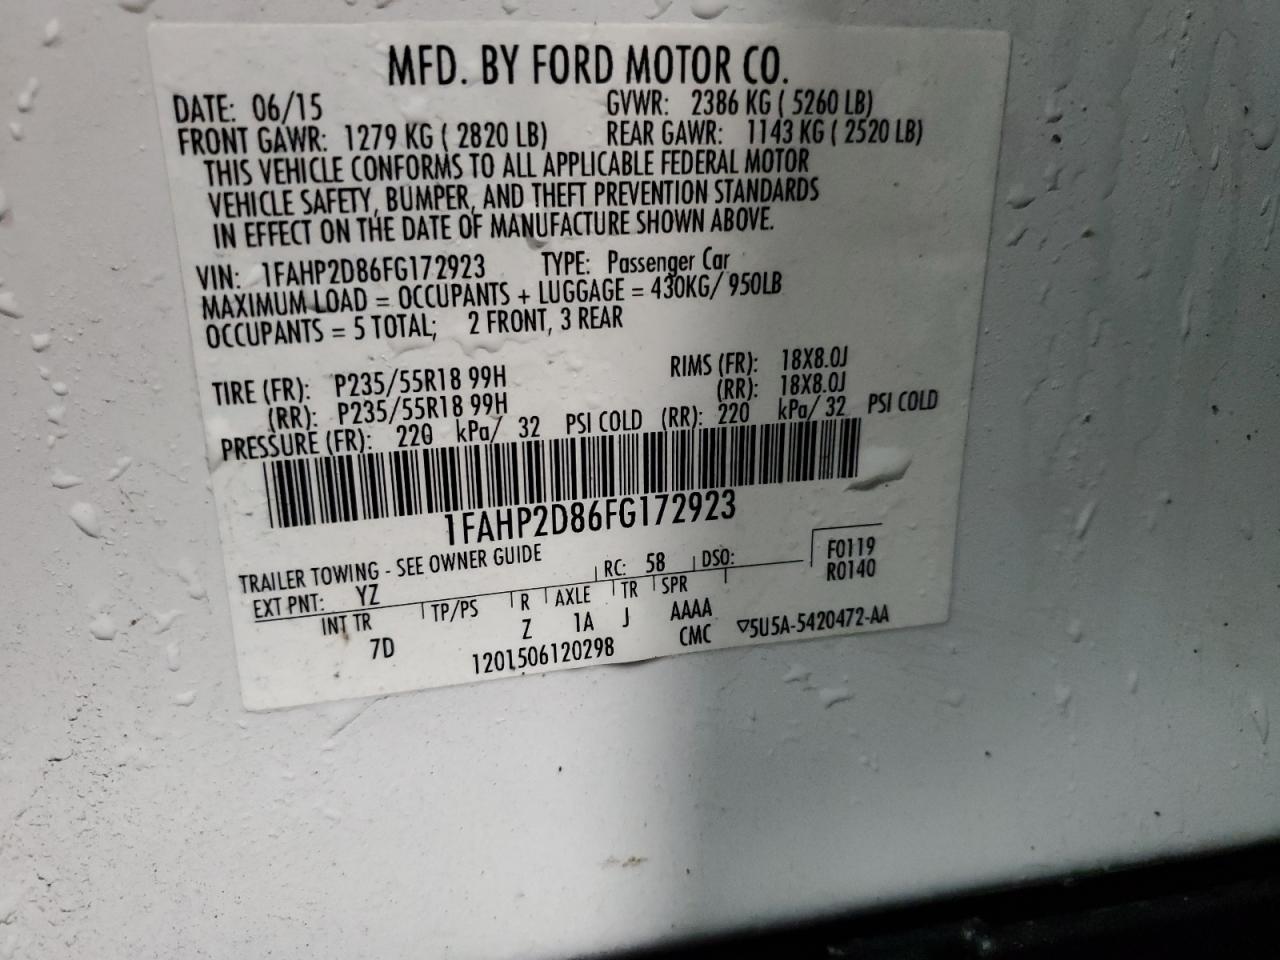 MFD. BY FORD MOTOR CO.
DATE: 06/15 GVWR: 2386 KG ( 5260 LB)
FRONT GAWR: 1279 KG ( 2820 LB) REAR GAWR: 1143 KG ( 2520 LB)
THIS VEHICLE CONFORMS TO ALL APPLICABLE FEDERAL MOTOR
VEHICLE SAFETY, BUMPER, AND THEFT PREVENTION STANDARDS
IN EFFECT ON THE DATE OF MANUFACTURE SHOWN ABOVE.
VIN: 1FAHP2D86FG172923 TYPE: Passenger Car
MAXIMUM LOAD = OCCUPANTS + LUGGAGE = 430KG/ 950LB
OCCUPANTS = 5 TOTAL; 2 FRONT, 3 REAR
TIRE (FR): P235/55R18 99H RIMS (FR): 18X8.0J
(RR): P235/55R18 99H (RR): 18X8.0J
PRESSURE (FR): 220 kPa/ 32 PSI COLD (RR): 220 kPa/ 32 PSI COLD
1FAHP2D86FG172923
TRAILER TOWING - SEE OWNER GUIDE F0119
EXT PNT: YZ RC: 58 DSO: R0140
INT TR TP/PS R AXLE TR SPR
7D Z 1A J AAAA
1201506120298 CMC ▽5U5A-5420472-AA